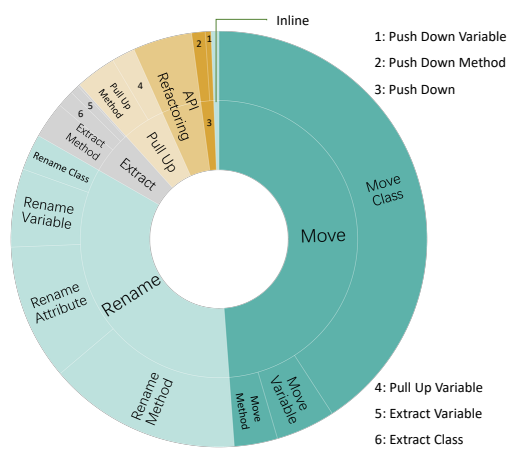 Inline
1: Push Down Variable
2: Push Down Method
3: Push Down
1
2
3
API
Refactoring
4
Pull Up
Method
Pull Up
5
6
Extract
Method
Extract
Rename Class
Rename
Variable
Rename
Attribute
Rename
Rename
Method
Move
Class
Move
Move
Variable
Move
Method
4: Pull Up Variable
5: Extract Variable
6: Extract Class